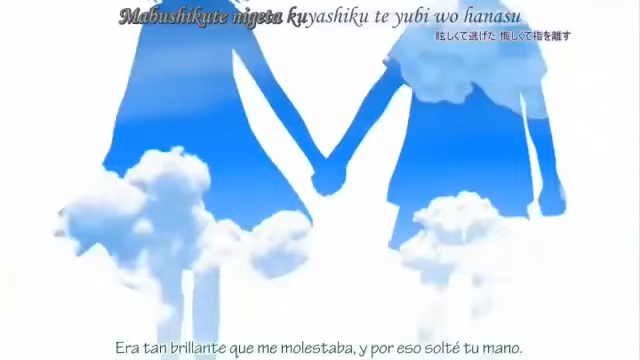 Mabushikute nigeta kuyashiku te yubi wo hanasu
眩しくて逃げた 悔しくて指を離す
Era tan brillante que me molestaba, y por eso solté tu mano.